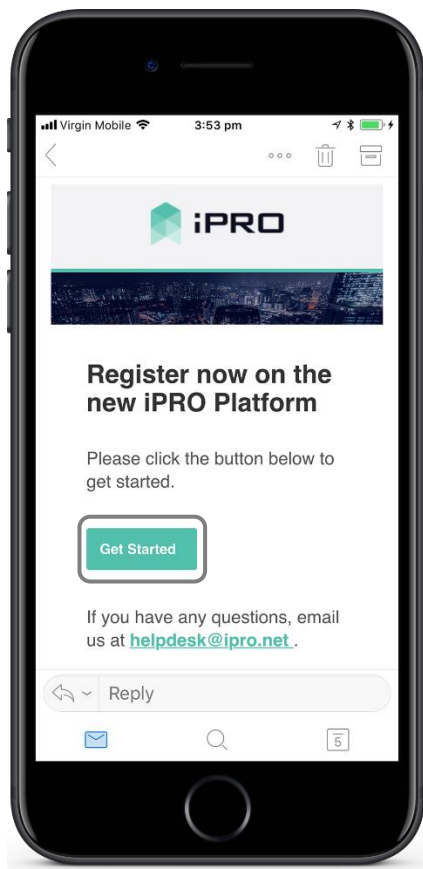 Virgin Mobile 3:53 pm
iPRO
Register now on the
new iPRO Platform
Please click the button below to
get started.
Get Started
If you have any questions, email
us at helpdesk@ipro.net .
Reply
5